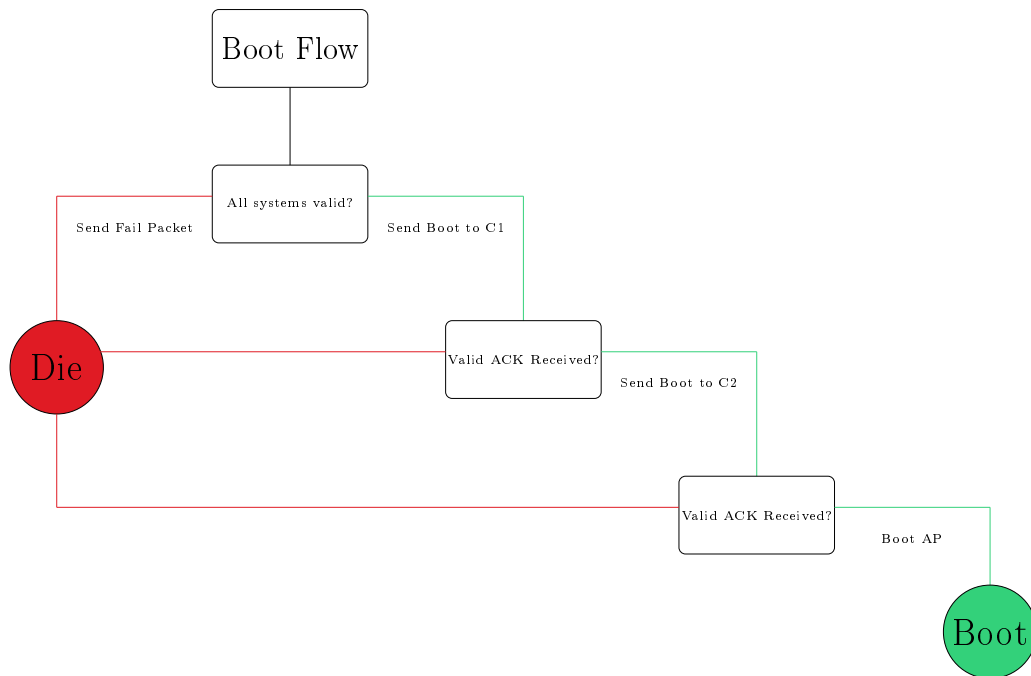 Boot Flow
All systems valid?
Send Fail Packet
Send Boot to C1
Valid ACK Received?
Die
Send Boot to C2
Valid ACK Received?
Boot AP
Boot